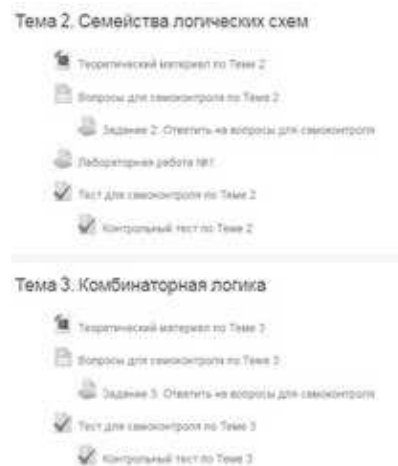 Тема 2. Семейства логических схем
Теоретический материал по Теме 2
Вопросы для самоконтроля по Теме 2
Задание 2. Ответить на вопросы для самоконтроля
Лабораторная работа №1
Тест для самоконтроля по Теме 2
Контрольный тест по Теме 2
Тема 3. Комбинаторная логика
Теоретический материал по Теме 3
Вопросы для самоконтроля по Теме 3
Задание 3. Ответить на вопросы для самоконтроля
Тест для самоконтроля по Теме 3
Контрольный тест по Теме 3